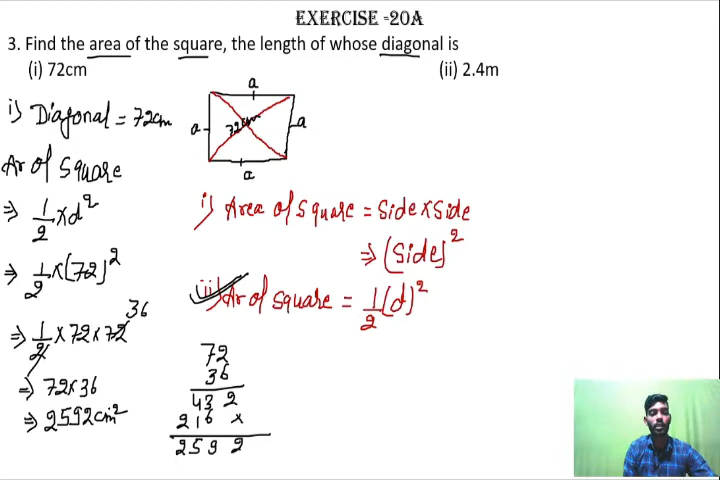 EXERCISE -20A
3. Find the area of the square, the length of whose diagonal is
(i) 72cm (ii) 2.4m
i) Diagonal = 72cm
Ar of Square
⇒ 1/2 × d²
⇒ 1/2 × (72)²
⇒ 1/2 × 72 × 72 36
⇒ 72×36
⇒ 2592cm²
a
a 72cm a
a
i) Area of Square = Side × Side
⇒ (Side)²
ii) Ar of Square = 1/2 (d)²
72
36
432
216×
2592